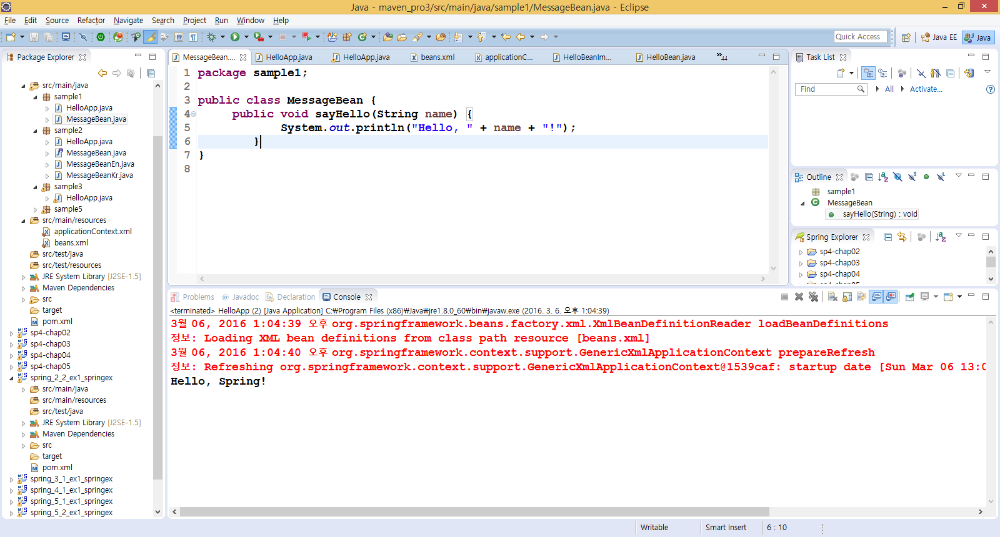 Java - maven_pro3/src/main/java/sample1/MessageBean.java - Eclipse
File Edit Source Refactor Navigate Search Project Run Window Help
Quick Access
Java EE
Java
Package Explorer
src/main/java
sample1
HelloApp.java
MessageBean.java
sample2
HelloApp.java
MessageBean.java
MessageBeanEn.java
MessageBeanKr.java
sample3
HelloApp.java
sample5
src/main/resources
applicationContext.xml
beans.xml
src/test/java
src/test/resources
JRE System Library [J2SE-1.5]
Maven Dependencies
src
target
pom.xml
sp4-chap02
sp4-chap03
sp4-chap04
sp4-chap05
spring_2_2_ex1_springex
src/main/java
src/main/resources
src/test/java
JRE System Library [J2SE-1.5]
Maven Dependencies
src
target
pom.xml
spring_3_1_ex1_springex
spring_4_1_ex1_springex
spring_5_1_ex1_springex
spring_5_2_ex1_springex
MessageBean.... HelloApp.java HelloApp.java beans.xml applicationC... HelloBeanIm... HelloBean.java »44
1 package sample1;
2
3 public class MessageBean {
4 public void sayHello(String name) {
5 System.out.println("Hello, " + name + "!");
6 }
7 }
8
Task List
Find
All
Activate...
Outline
sample1
MessageBean
sayHello(String) : void
Spring Explorer
sp4-chap02
sp4-chap03
sp4-chap04
Problems Javadoc Declaration Console
<terminated> HelloApp (2) [Java Application] C:₩Program Files (x86)₩Java₩jre1.8.0_60₩bin₩javaw.exe (2016. 3. 6. 오후 1:04:39)
3월 06, 2016 1:04:39 오후 org.springframework.beans.factory.xml.XmlBeanDefinitionReader loadBeanDefinitions
정보: Loading XML bean definitions from class path resource [beans.xml]
3월 06, 2016 1:04:40 오후 org.springframework.context.support.GenericXmlApplicationContext prepareRefresh
정보: Refreshing org.springframework.context.support.GenericXmlApplicationContext@1539caf: startup date [Sun Mar 06 13:0
Hello, Spring!
Writable
Smart Insert
6 : 10